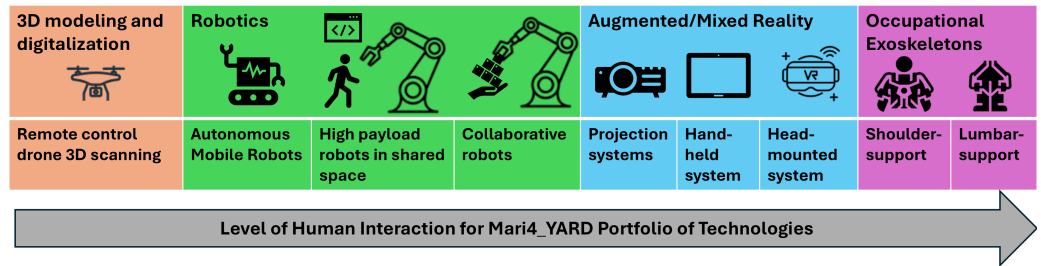 3D modeling and
digitalization
Robotics
</>
Augmented/Mixed Reality
VR
Occupational
Exoskeletons
Remote control
drone 3D scanning
Autonomous
Mobile Robots
High payload
robots in shared
space
Collaborative
robots
Projection
systems
Hand-
held
system
Head-
mounted
system
Shoulder-
support
Lumbar-
support
Level of Human Interaction for Mari4_YARD Portfolio of Technologies